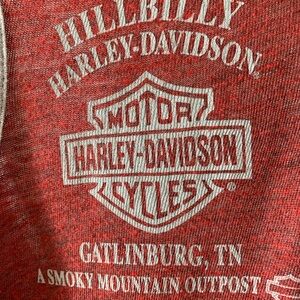 HILLBILLY
HARLEY-DAVIDSON®
MOTOR
HARLEY-DAVIDSON
CYCLES ®
GATLINBURG, TN
A SMOKY MOUNTAIN OUTPOST